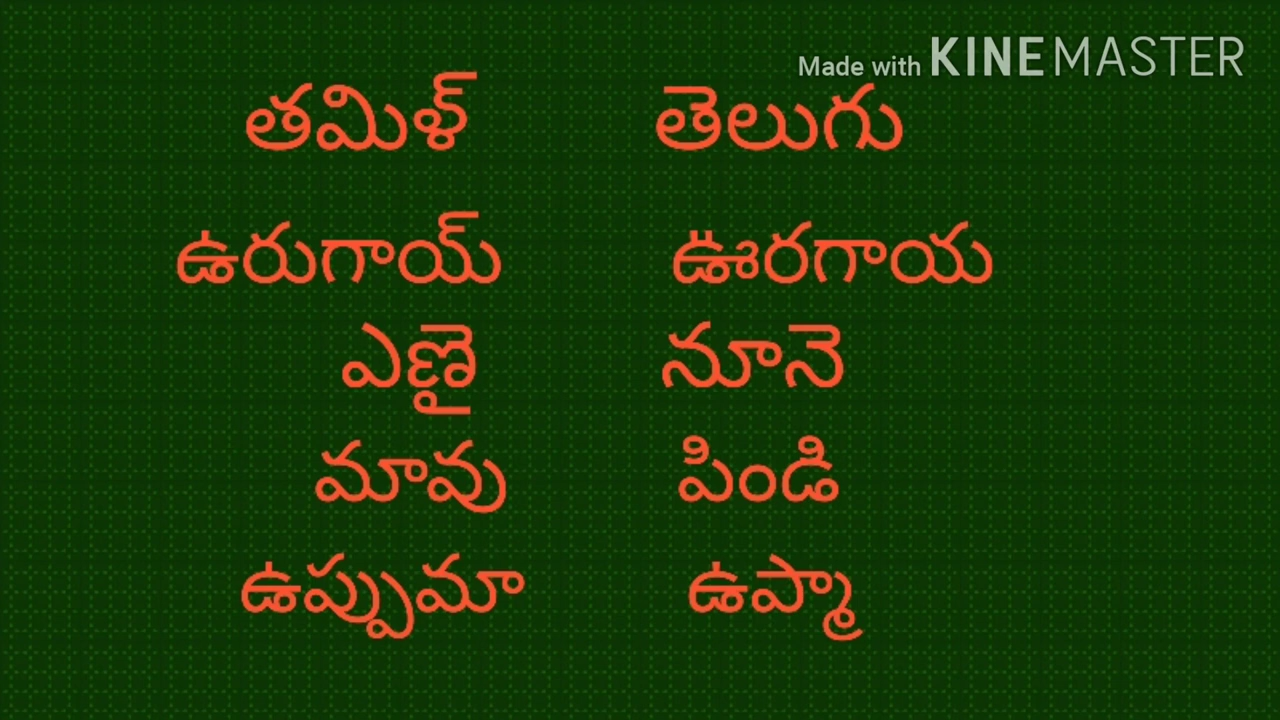 Made with KINEMASTER
తమిళ్ తెలుగు
ఉరుగాయ్ ఊరగాయ
ఎణ్ణై నూనె
మావు పిండి
ఉప్పుమా ఉప్మా